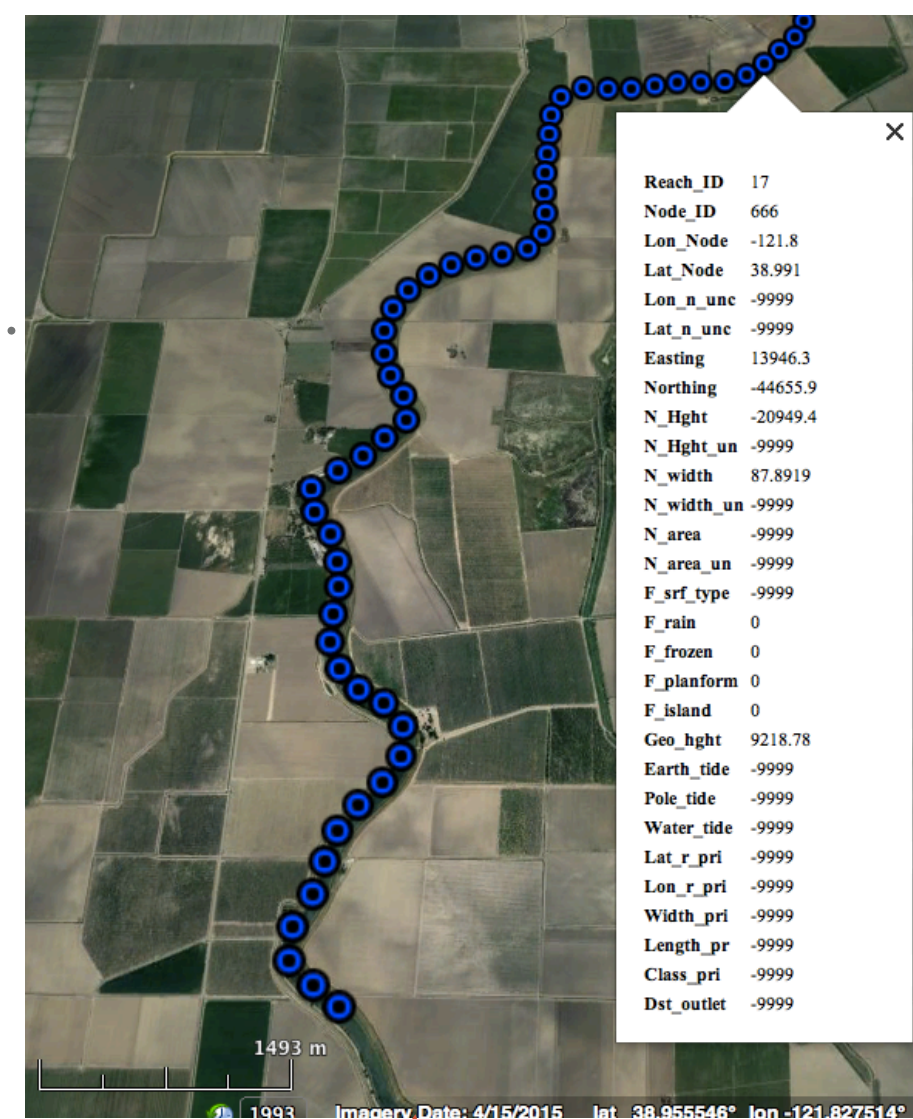 Reach_ID 17
Node_ID 666
Lon_Node -121.8
Lat_Node 38.991
Lon_n_unc -9999
Lat_n_unc -9999
Easting 13946.3
Northing -44655.9
N_Hght -20949.4
N_Hght_un -9999
N_width 87.8919
N_width_un -9999
N_area -9999
N_area_un -9999
F_srf_type -9999
F_rain 0
F_frozen 0
F_planform 0
F_island 0
Geo_hght 9218.78
Earth_tide -9999
Pole_tide -9999
Water_tide -9999
Lat_r_pri -9999
Lon_r_pri -9999
Width_pri -9999
Length_pr -9999
Class_pri -9999
Dst_outlet -9999
1493 m
1993 Imagery Date: 4/15/2015 lat 38.955546° lon -121.827514°